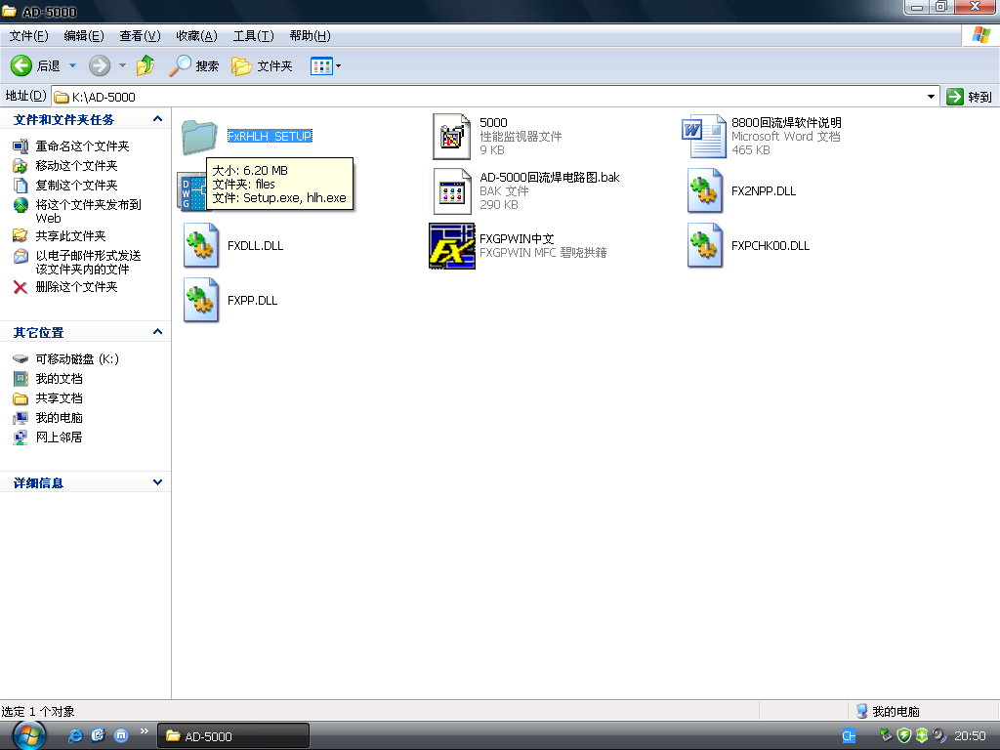 AD-5000
文件(F) 编辑(E) 查看(V) 收藏(A) 工具(T) 帮助(H)
后退 搜索 文件夹
地址(D) K:\AD-5000 转到
文件和文件夹任务
重命名这个文件夹
移动这个文件夹
复制这个文件夹
将这个文件夹发布到
Web
共享此文件夹
以电子邮件形式发送
该文件夹内的文件
删除这个文件夹
其它位置
可移动磁盘 (K:)
我的文档
共享文档
我的电脑
网上邻居
详细信息
FxRHLH_SETUP
5000
性能监视器文件
9 KB
8800回流焊软件说明
Microsoft Word 文档
465 KB
大小: 6.20 MB
文件夹: files
文件: Setup.exe, hlh.exe
DWG
AD-5000回流焊电路图.bak
BAK 文件
290 KB
FX2NPP.DLL
FXDLL.DLL
FX
FXGPWIN中文
FXGPWIN MFC 碧哓拱籍
FXPCHK00.DLL
FXPP.DLL
选定 1 个对象
我的电脑
AD-5000
CH
20:50